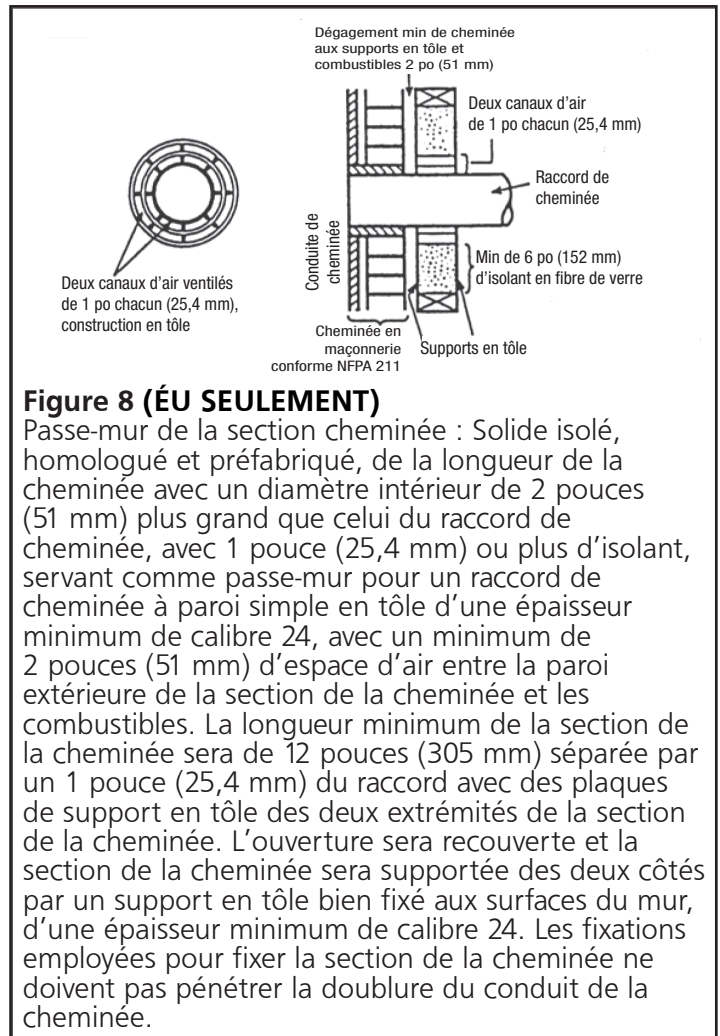 Dégagement min de cheminée
aux supports en tôle et
combustibles 2 po (51 mm)
Deux canaux d'air
de 1 po chacun (25,4 mm)
Raccord de
cheminée
Conduite de
cheminée
Min de 6 po (152 mm)
d'isolant en fibre de verre
Deux canaux d'air ventilés
de 1 po chacun (25,4 mm),
construction en tôle
Cheminée en
maçonnerie
conforme NFPA 211
Supports en tôle
Figure 8 (ÉU SEULEMENT)
Passe-mur de la section cheminée : Solide isolé,
homologué et préfabriqué, de la longueur de la
cheminée avec un diamètre intérieur de 2 pouces
(51 mm) plus grand que celui du raccord de
cheminée, avec 1 pouce (25,4 mm) ou plus d'isolant,
servant comme passe-mur pour un raccord de
cheminée à paroi simple en tôle d'une épaisseur
minimum de calibre 24, avec un minimum de
2 pouces (51 mm) d'espace d'air entre la paroi
extérieure de la section de la cheminée et les
combustibles. La longueur minimum de la section de
la cheminée sera de 12 pouces (305 mm) séparée par
un 1 pouce (25,4 mm) du raccord avec des plaques
de support en tôle des deux extrémités de la section
de la cheminée. L'ouverture sera recouverte et la
section de la cheminée sera supportée des deux côtés
par un support en tôle bien fixé aux surfaces du mur,
d'une épaisseur minimum de calibre 24. Les fixations
employées pour fixer la section de la cheminée ne
doivent pas pénétrer la doublure du conduit de la
cheminée.